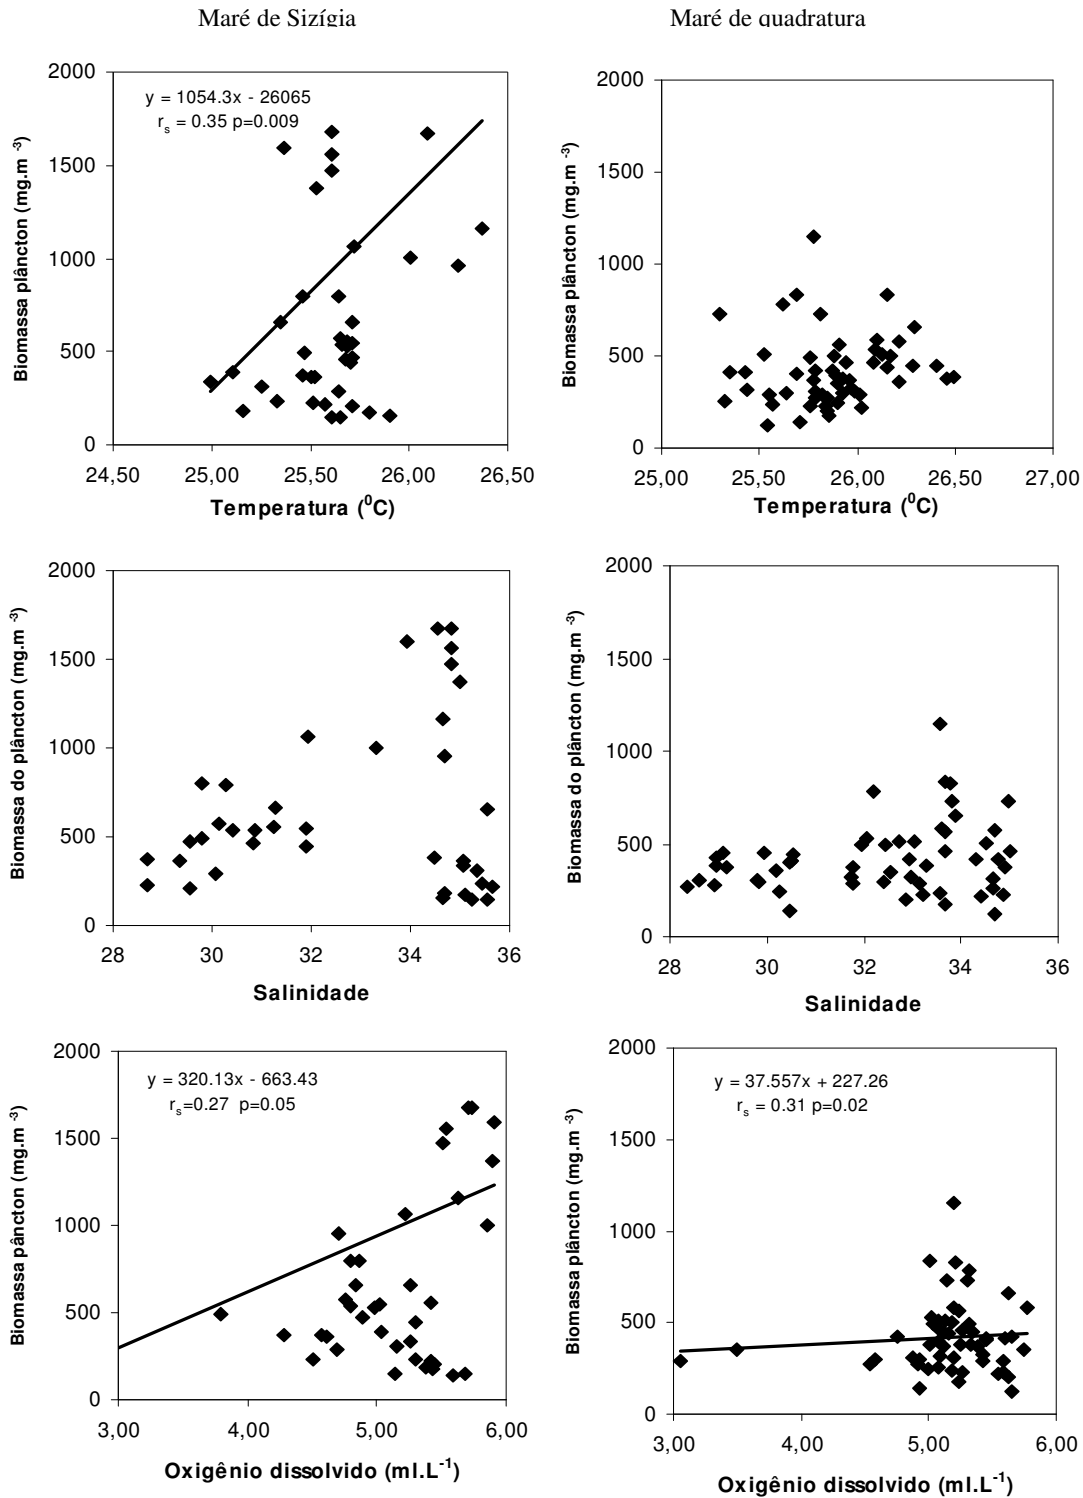 Maré de Sizígia
Maré de quadratura
Biomassa plâncton (mg.m -3)
2000
1500
1000
500
0
y = 1054.3x - 26065
rs = 0.35 p=0.009
24,50 25,00 25,50 26,00 26,50
Temperatura (0C)
Biomassa plâncton (mg.m -3)
2000
1500
1000
500
0
25,00 25,50 26,00 26,50 27,00
Temperatura (0C)
Biomassa do plâncton (mg.m -3)
2000
1500
1000
500
0
28 30 32 34 36
Salinidade
Biomassa do plâncton (mg.m -3)
2000
1500
1000
500
0
28 30 32 34 36
Salinidade
Biomassa pâncton (mg.m -3)
2000
1500
1000
500
0
y = 320.13x - 663.43
rs=0.27 p=0.05
3,00 4,00 5,00 6,00
Oxigênio dissolvido (ml.L-1)
Biomassa plâncton (mg.m -3)
2000
1500
1000
500
0
y = 37.557x + 227.26
rs = 0.31 p=0.02
3,00 4,00 5,00 6,00
Oxigênio dissolvido (ml.L-1)